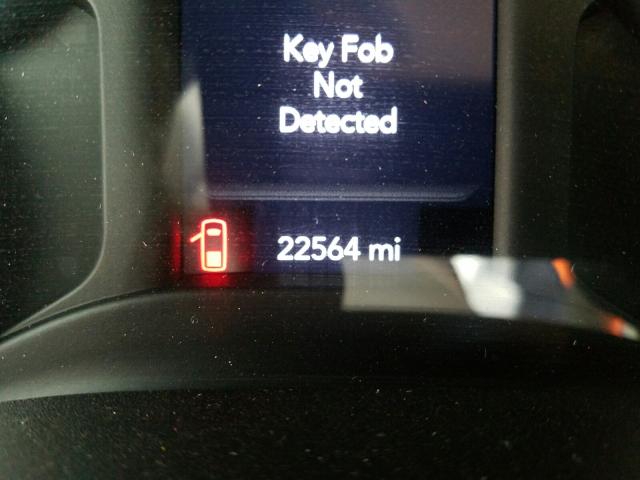 Key Fob
Not
Detected
22564 mi